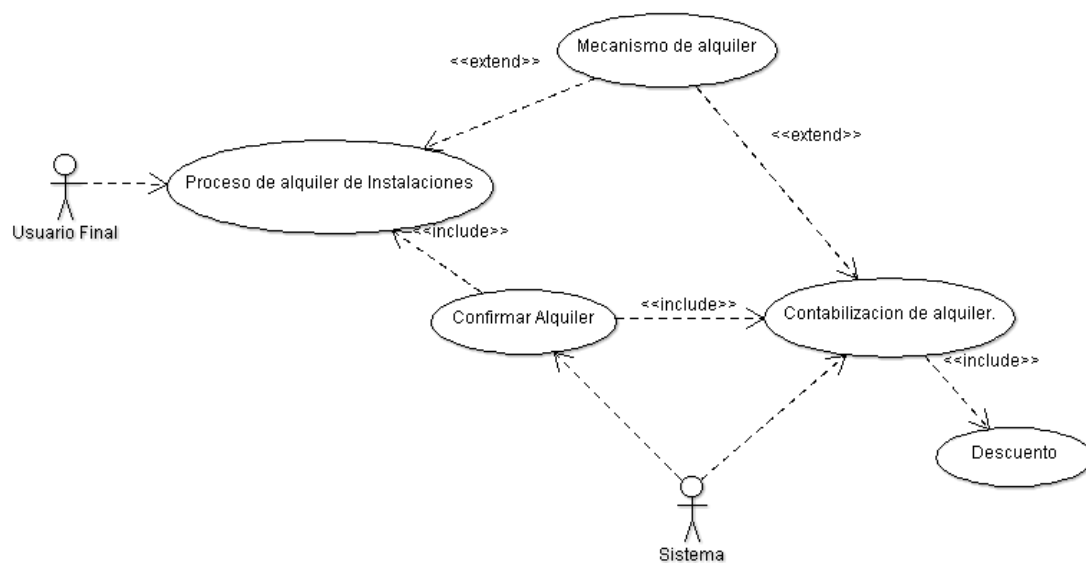 Mecanismo de alquiler
<<extend>>
<<extend>>
Proceso de alquiler de Instalaciones
Usuario Final
<<include>>
Confirmar Alquiler
<<include>>
Contabilizacion de alquiler.
<<include>>
Descuento
Sistema